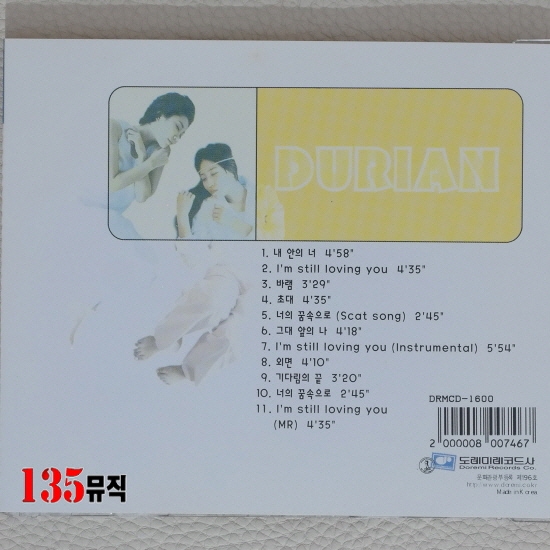 DURIAN
1. 내 안의 너 4'58"
2. I'm still loving you 4'35"
3. 바램 3'29"
4. 초대 4'35"
5. 너의 꿈속으로 (Scat song) 2'45"
6. 그대 앞의 나 4'18"
7. I'm still loving you (Instrumental) 5'54"
8. 외면 4'10"
9. 기다림의 끝 3'20"
10. 너의 꿈속으로 2'45"
11. I'm still loving you
(MR) 4'35"
DRMCD-1600
2 000008 007467
도레미레코드사
Doremi Records Co.
제196호
Made in Korea
135뮤직